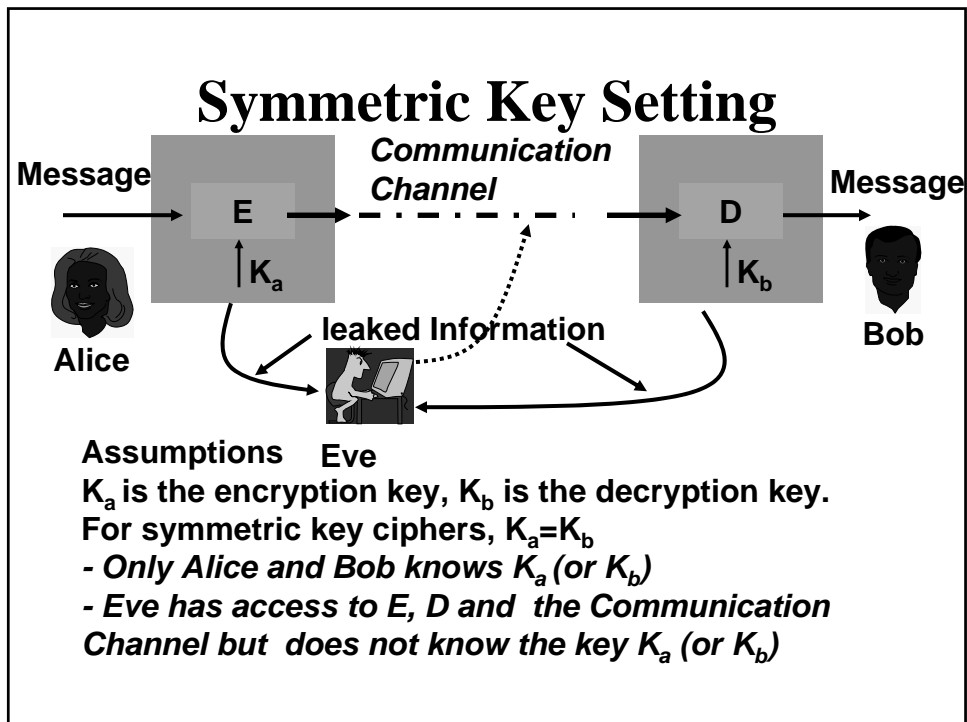 Symmetric Key Setting
Communication
Channel
Message
Message
E
D
Ka
Kb
leaked Information
Alice
Bob
Eve
Assumptions
Ka is the encryption key, Kb is the decryption key.
For symmetric key ciphers, Ka=Kb
- Only Alice and Bob knows Ka (or Kb)
- Eve has access to E, D and the Communication
Channel but does not know the key Ka (or Kb)